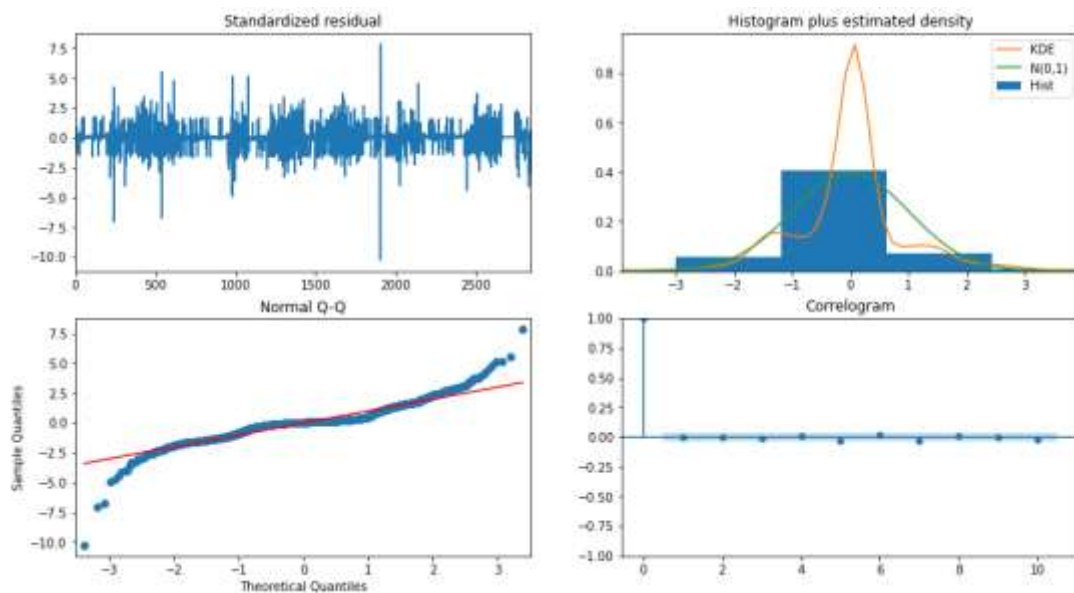 Standardized residual
7.5
5.0
2.5
0.0
-2.5
-5.0
-7.5
-10.0
0 500 1000 1500 2000 2500
Histogram plus estimated density
KDE
N(0,1)
Hist
0.8
0.6
0.4
0.2
0.0
-3 -2 -1 0 1 2 3
Normal Q-Q
Sample Quantiles
7.5
5.0
2.5
0.0
-2.5
-5.0
-7.5
-10.0
-3 -2 -1 0 1 2 3
Theoretical Quantiles
Correlogram
1.00
0.75
0.50
0.25
0.00
-0.25
-0.50
-0.75
-1.00
0 2 4 6 8 10